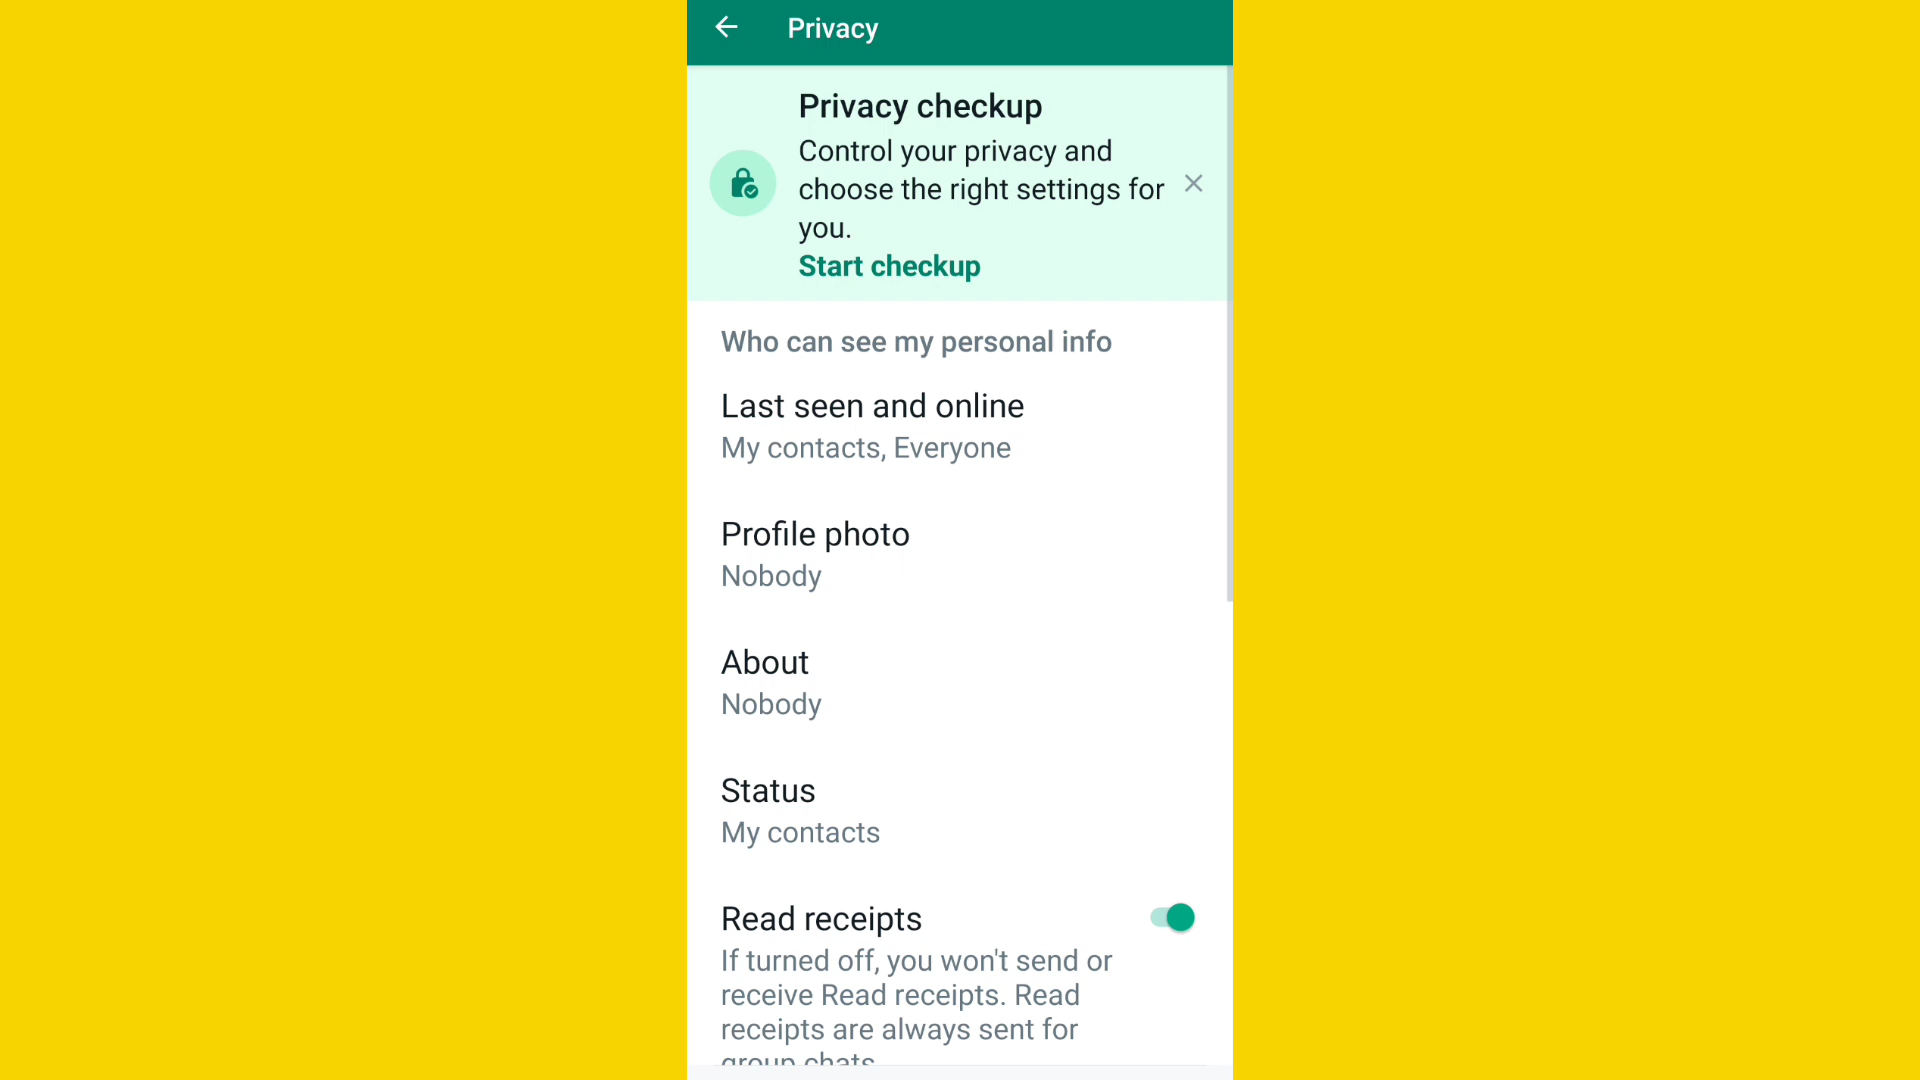 Privacy
Privacy checkup
Control your privacy and
choose the right settings for
you.
Start checkup
Who can see my personal info
Last seen and online
My contacts, Everyone
Profile photo
Nobody
About
Nobody
Status
My contacts
Read receipts
If turned off, you won't send or
receive Read receipts. Read
receipts are always sent for
group chats.